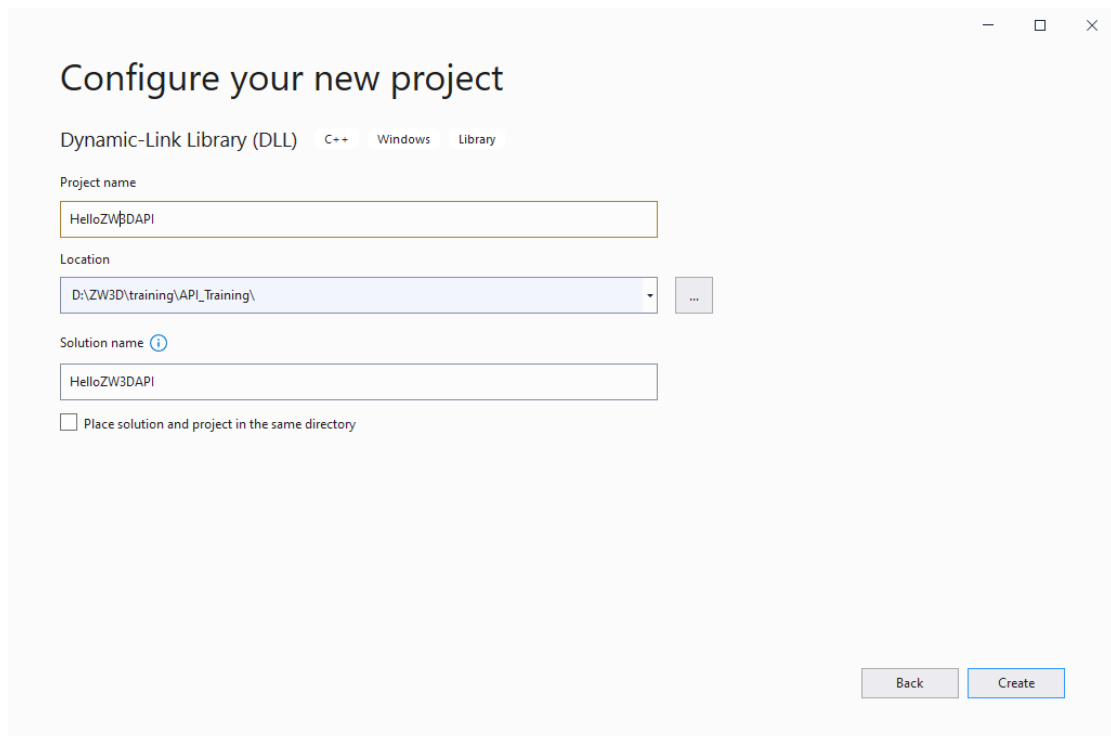 Configure your new project
Dynamic-Link Library (DLL) C++ Windows Library
Project name
HelloZW3DAPI
Location
D:\ZW3D\training\API_Training\
...
Solution name
HelloZW3DAPI
Place solution and project in the same directory
Back Create